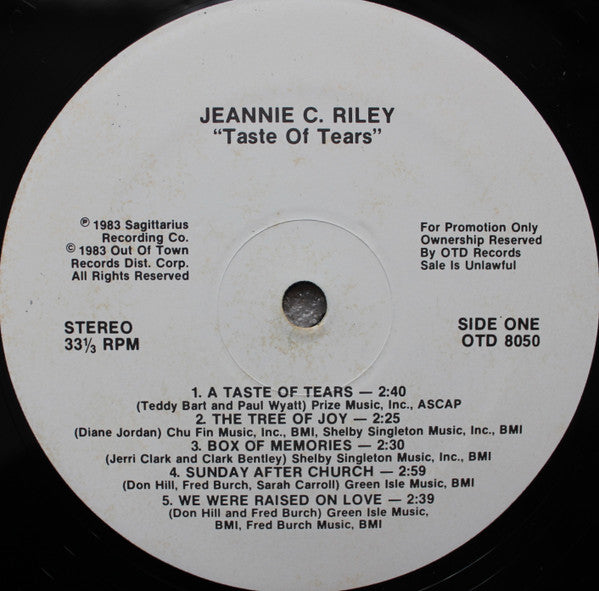 JEANNIE C. RILEY
"Taste Of Tears"
℗ 1983 Sagittarius
Recording Co.
© 1983 Out Of Town
Records Dist. Corp.
All Rights Reserved
For Promotion Only
Ownership Reserved
By OTD Records
Sale Is Unlawful
STEREO
33⅓ RPM
SIDE ONE
OTD 8050
1. A TASTE OF TEARS — 2:40
(Teddy Bart and Paul Wyatt) Prize Music, Inc., ASCAP
2. THE TREE OF JOY — 2:25
(Diane Jordan) Chu Fin Music, Inc., BMI, Shelby Singleton Music, Inc., BMI
3. BOX OF MEMORIES — 2:30
(Jerri Clark and Clark Bentley) Shelby Singleton Music, Inc., BMI
4. SUNDAY AFTER CHURCH — 2:59
(Don Hill, Fred Burch, Sarah Carroll) Green Isle Music, BMI
5. WE WERE RAISED ON LOVE — 2:39
(Don Hill and Fred Burch) Green Isle Music,
BMI, Fred Burch Music, BMI